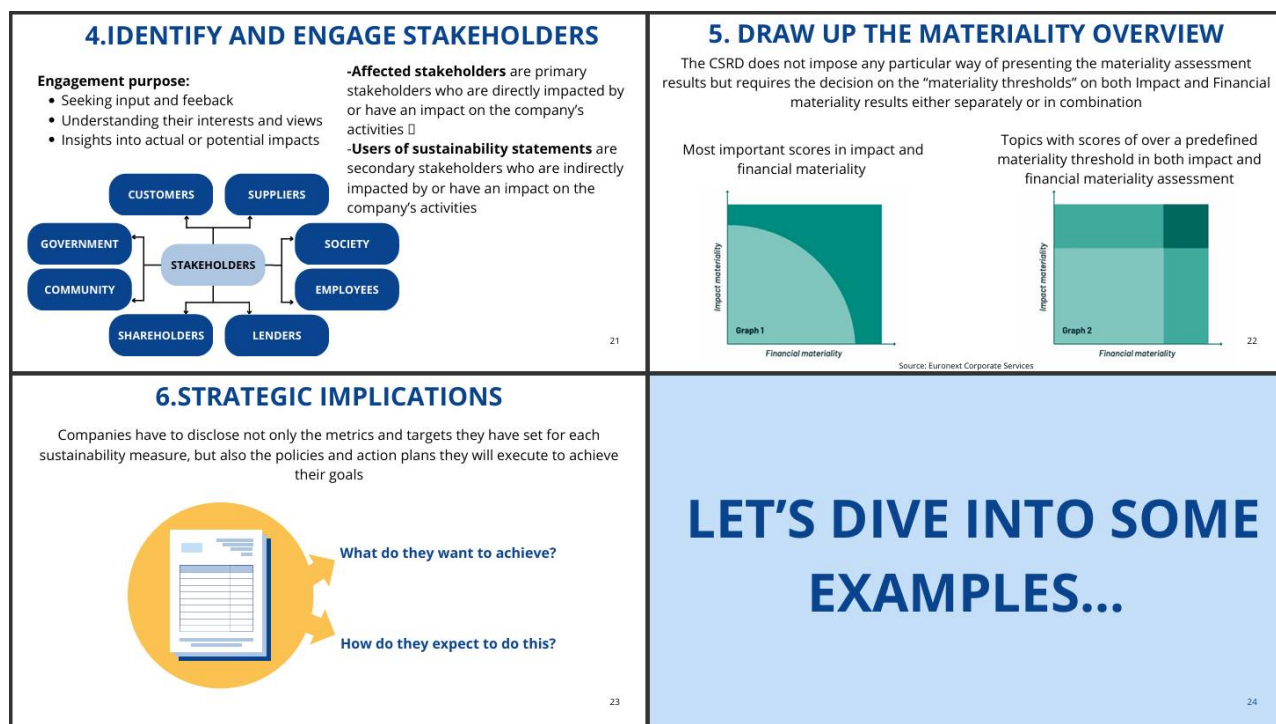 4.IDENTIFY AND ENGAGE STAKEHOLDERS
Engagement purpose:
• Seeking input and feeback
• Understanding their interests and views
• Insights into actual or potential impacts
-Affected stakeholders are primary
stakeholders who are directly impacted by
or have an impact on the company’s
activities
-Users of sustainability statements are
secondary stakeholders who are indirectly
impacted by or have an impact on the
company’s activities
CUSTOMERS
SUPPLIERS
GOVERNMENT
SOCIETY
STAKEHOLDERS
COMMUNITY
EMPLOYEES
SHAREHOLDERS
LENDERS
21
5. DRAW UP THE MATERIALITY OVERVIEW
The CSRD does not impose any particular way of presenting the materiality assessment
results but requires the decision on the “materiality thresholds” on both Impact and Financial
materiality results either separately or in combination
Most important scores in impact and
financial materiality
Impact materiality
Graph 1
Financial materiality
Topics with scores of over a predefined
materiality threshold in both impact and
financial materiality assessment
Impact materiality
Graph 2
Financial materiality
22
Source: Euronext Corporate Services
6.STRATEGIC IMPLICATIONS
Companies have to disclose not only the metrics and targets they have set for each
sustainability measure, but also the policies and action plans they will execute to achieve
their goals
What do they want to achieve?
How do they expect to do this?
23
LET’S DIVE INTO SOME
EXAMPLES...
24